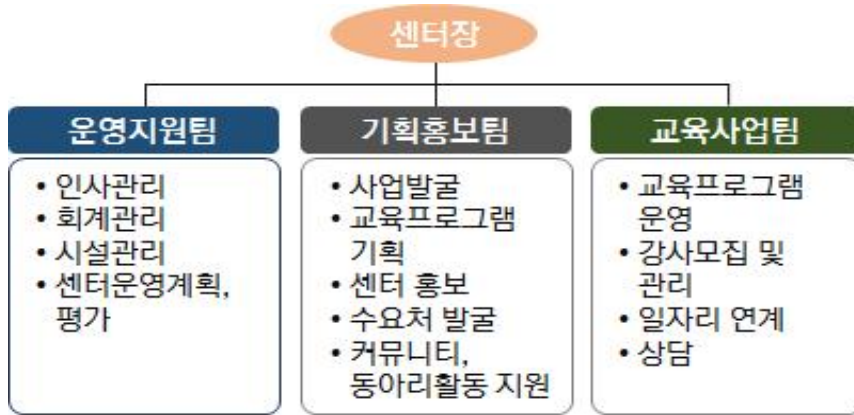 센터장
운영지원팀
• 인사관리
• 회계관리
• 시설관리
• 센터운영계획,
평가
기획홍보팀
• 사업발굴
• 교육프로그램
기획
• 센터 홍보
• 수요처 발굴
• 커뮤니티,
동아리활동 지원
교육사업팀
• 교육프로그램
운영
• 강사모집 및
관리
• 일자리 연계
• 상담